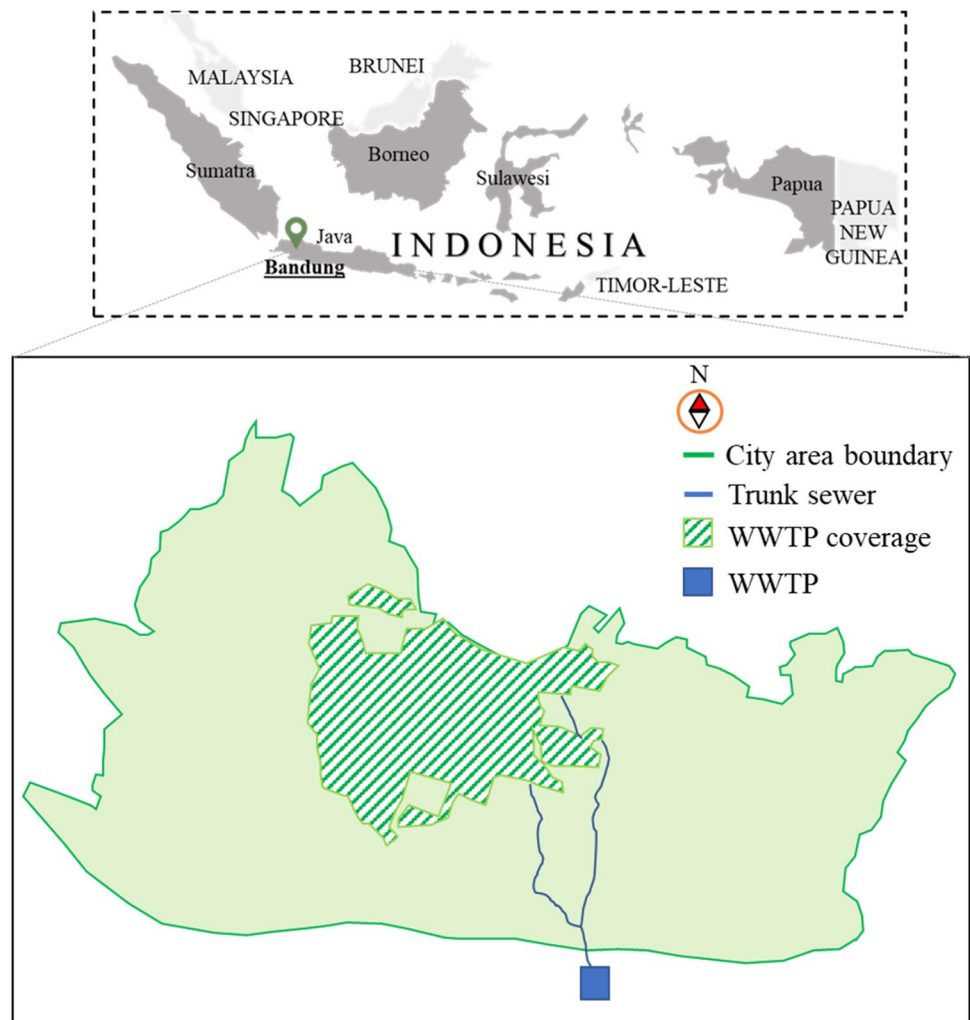 MALAYSIA
BRUNEI
SINGAPORE
Borneo
Sumatra
Sulawesi
Papua
PAPUA
NEW
GUINEA
Java
INDONESIA
Bandung
TIMOR-LESTE
N
City area boundary
Trunk sewer
WWTP coverage
WWTP